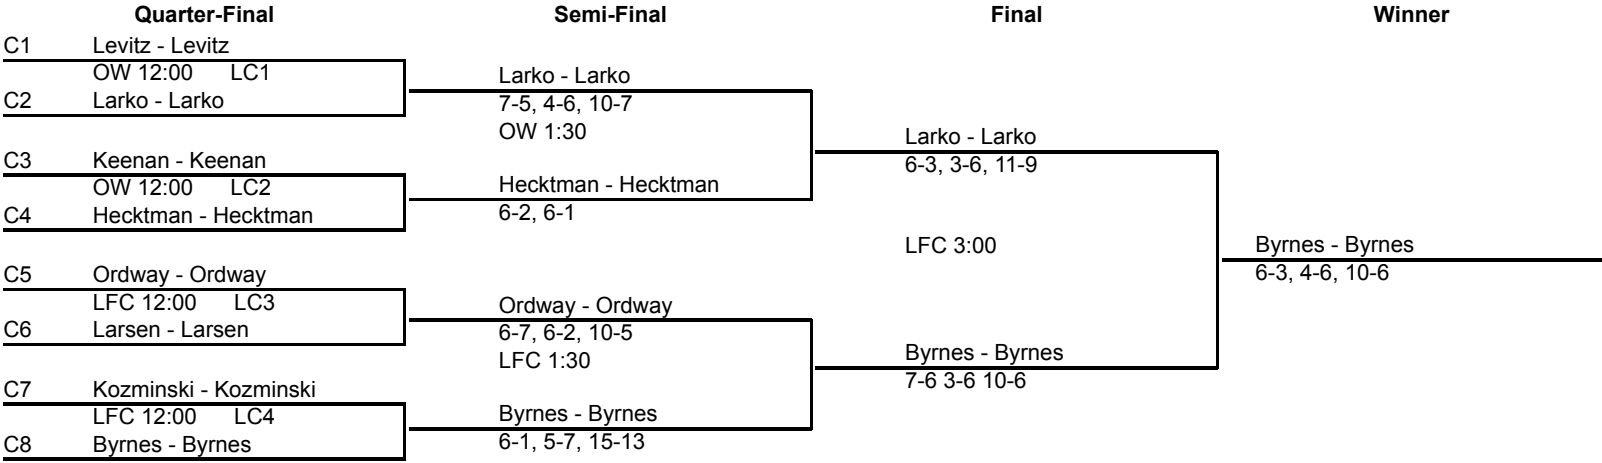 Quarter-Final Semi-Final Final Winner
C1 Levitz - Levitz
OW 12:00 LC1
C2 Larko - Larko
C3 Keenan - Keenan
OW 12:00 LC2
C4 Hecktman - Hecktman
C5 Ordway - Ordway
LFC 12:00 LC3
C6 Larsen - Larsen
C7 Kozminski - Kozminski
LFC 12:00 LC4
C8 Byrnes - Byrnes
Larko - Larko
7-5, 4-6, 10-7
OW 1:30
Hecktman - Hecktman
6-2, 6-1
Ordway - Ordway
6-7, 6-2, 10-5
LFC 1:30
Byrnes - Byrnes
6-1, 5-7, 15-13
Larko - Larko
6-3, 3-6, 11-9
LFC 3:00
Byrnes - Byrnes
7-6 3-6 10-6
Byrnes - Byrnes
6-3, 4-6, 10-6